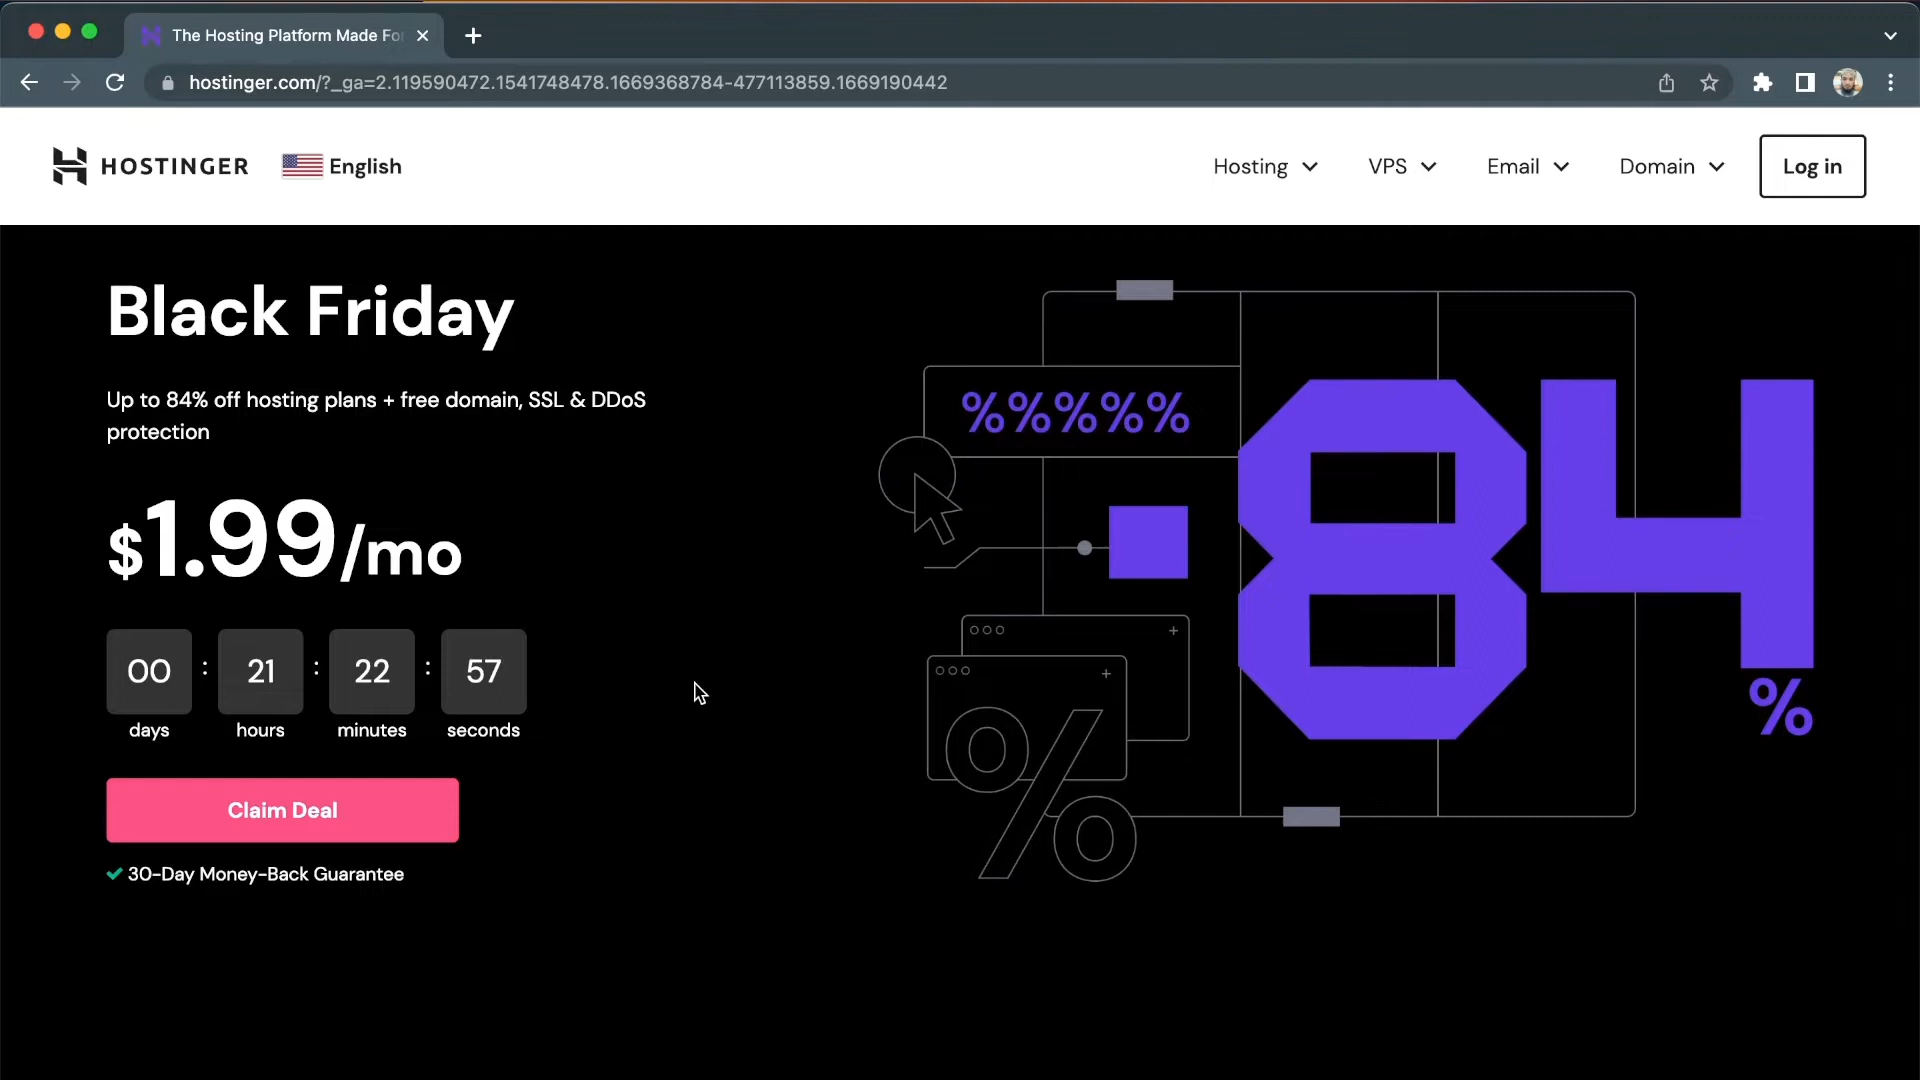 The Hosting Platform Made For
hostinger.com/?_ga=2.119590472.1541748478.1669368784-477113859.1669190442
HOSTINGER
English
Hosting
VPS
Email
Domain
Log in
Black Friday
Up to 84% off hosting plans + free domain, SSL & DDoS
protection
$1.99/mo
00 : 21 : 22 : 57
days hours minutes seconds
Claim Deal
30-Day Money-Back Guarantee
%%%%%
-84
%
%